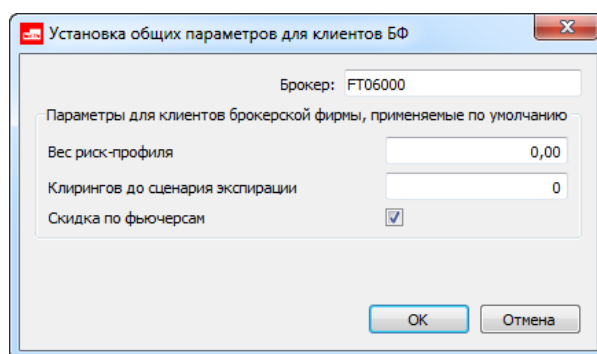 Установка общих параметров для клиентов БФ
Брокер: FT06000
Параметры для клиентов брокерской фирмы, применяемые по умолчанию
Вес риск-профиля 0,00
Клирингов до сценария экспирации 0
Скидка по фьючерсам
OK Отмена